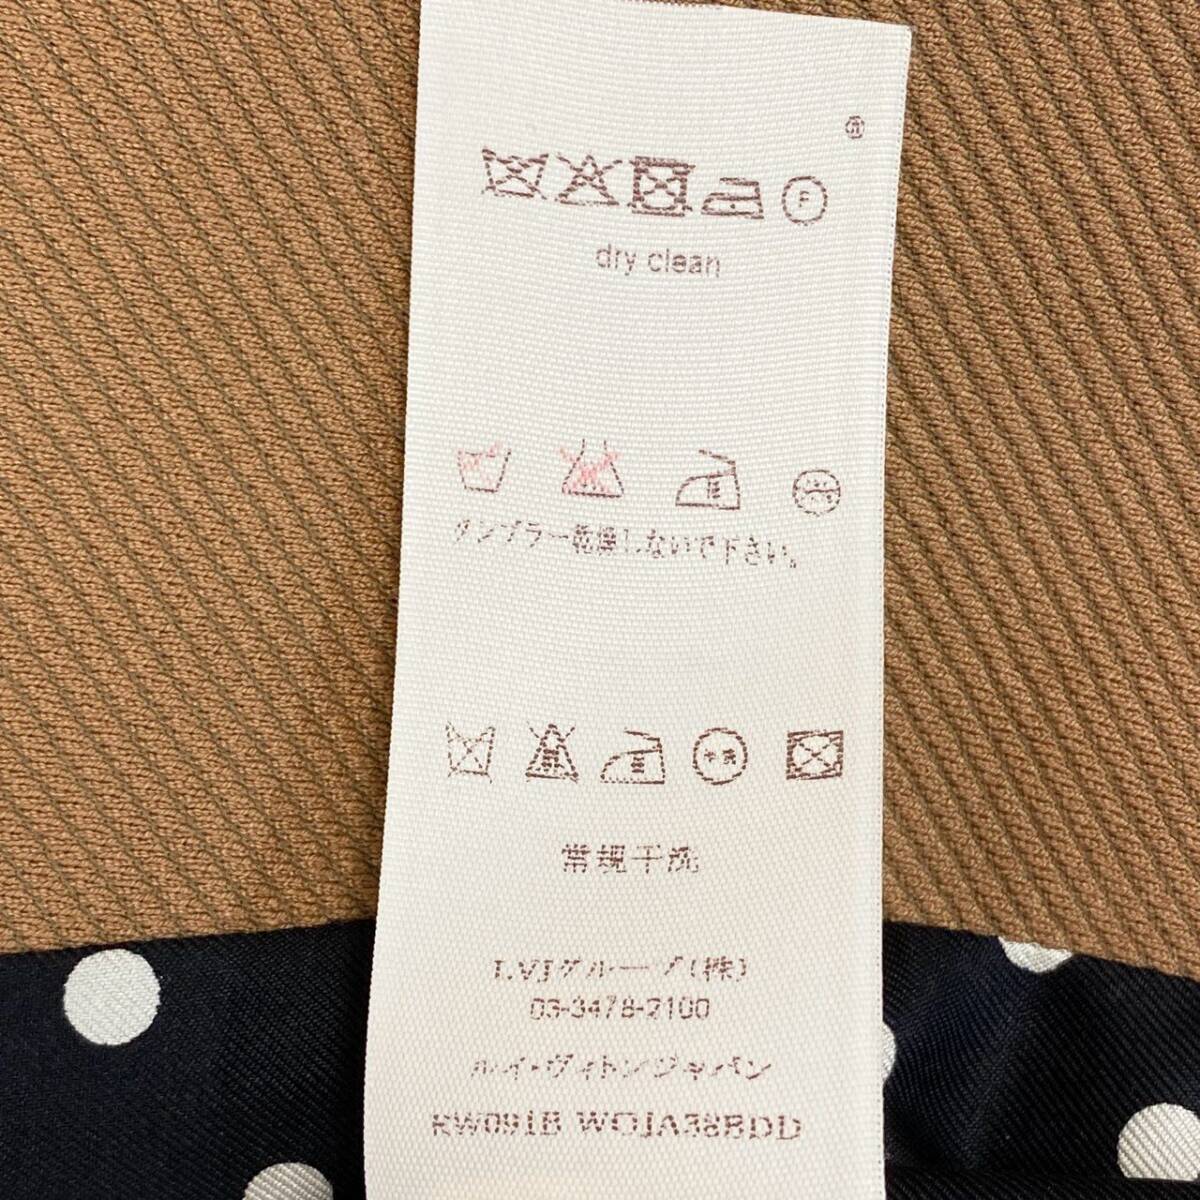 F
dry clean
タンブラー乾燥しないで下さい。
常規干洗
LVJグループ(株)
03-3478-2100
ルイ・ヴィトンジャパン
RW091B WOJA38BDD